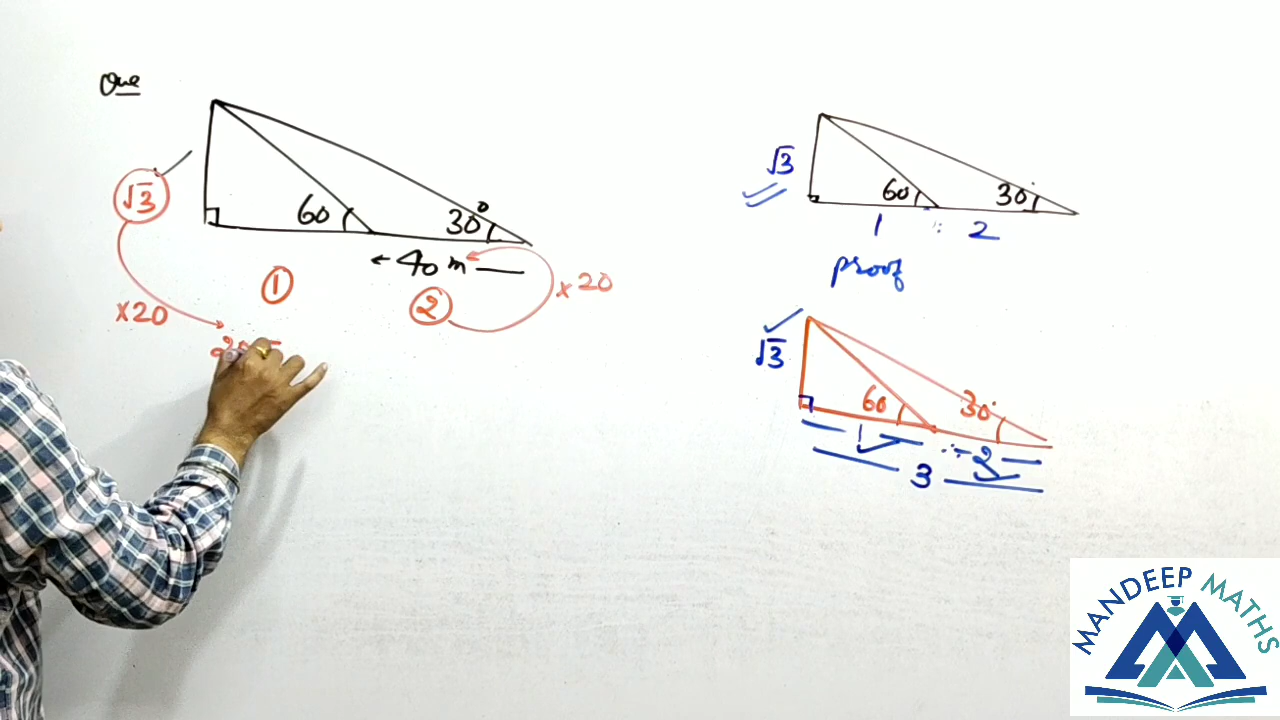 Que
√3
60
30°
← 40 m —
1
2
×20
×20
√3
60
30°
1 : 2
proof
√3
60
30°
1 : 2
3
MANDEEP MATHS